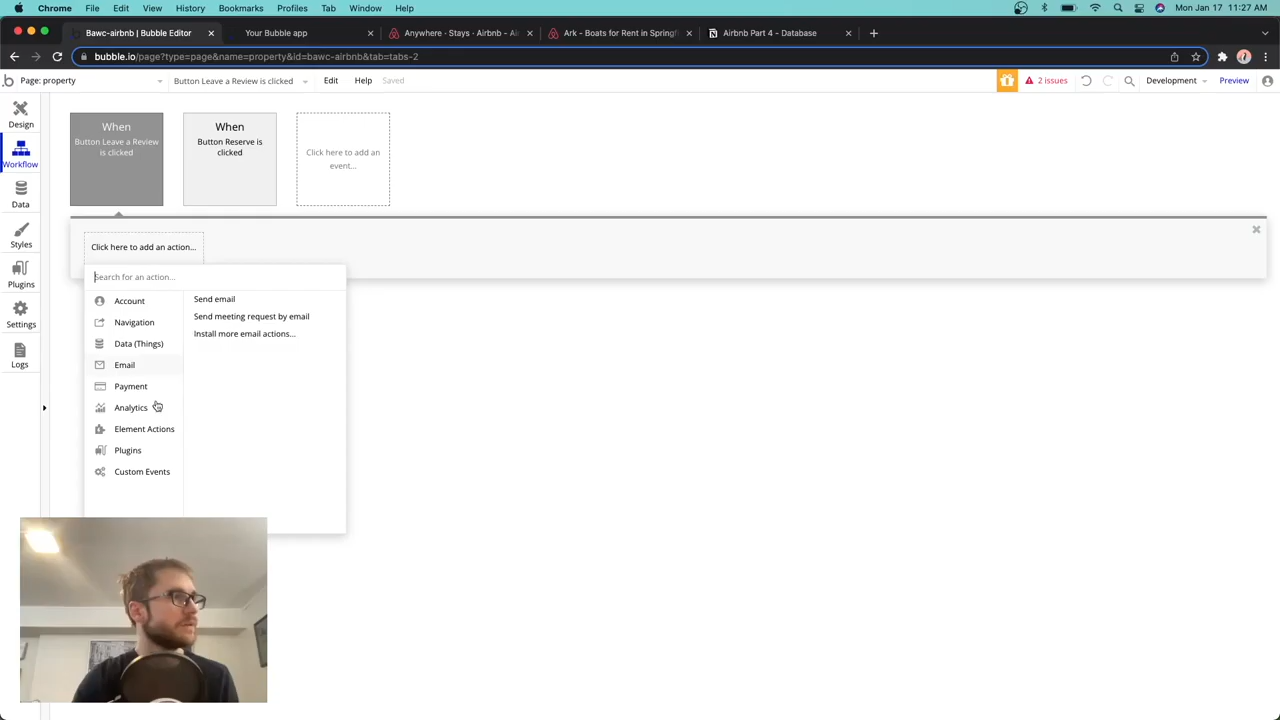 Chrome File Edit View History Bookmarks Profiles Tab Window Help
Mon Jan 17 11:27 AM
Bawc-airbnb | Bubble Editor
Your Bubble app
Anywhere · Stays · Airbnb - Ai
Ark - Boats for Rent in Springf
Airbnb Part 4 - Database
bubble.io/page?type=page&name=property&id=bawc-airbnb&tab=tabs-2
Page: property
Button Leave a Review is clicked
Edit
Help
Saved
2 issues
Development
Preview
Design
Workflow
Data
Styles
Plugins
Settings
Logs
When
Button Leave a Review
is clicked
When
Button Reserve is
clicked
Click here to add an
event...
Click here to add an action...
Search for an action...
Account
Navigation
Data (Things)
Email
Payment
Analytics
Element Actions
Plugins
Custom Events
Send email
Send meeting request by email
Install more email actions...